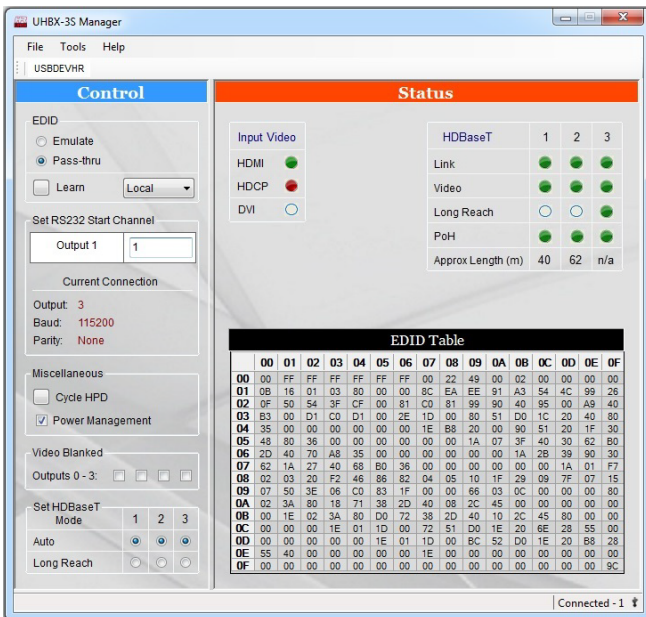 UHBX-3S Manager
File Tools Help
USBDEVHR
Control
EDID
Emulate
Pass-thru
Learn Local
Set RS232 Start Channel
Output 1 1
Current Connection
Output: 3
Baud: 115200
Parity: None
Miscellaneous
Cycle HPD
Power Management
Video Blanked
Outputs 0 - 3:
Set HDBaseT
Mode 1 2 3
Auto
Long Reach
Status
Input Video
HDMI
HDCP
DVI
HDBaseT 1 2 3
Link
Video
Long Reach
PoH
Approx Length (m) 40 62 n/a
EDID Table
00 01 02 03 04 05 06 07 08 09 0A 0B 0C 0D 0E 0F
00 00 FF FF FF FF FF FF 00 22 49 00 02 00 00 00 00
01 0B 16 01 03 80 00 00 8C EA EE 91 A3 54 4C 99 26
02 0F 50 54 3F CF 00 81 C0 81 99 90 40 95 00 A9 40
03 B3 00 D1 C0 D1 00 2E 1D 00 80 51 D0 1C 20 40 80
04 35 00 00 00 00 00 00 1E B8 20 00 90 51 20 1F 30
05 48 80 36 00 00 00 00 00 00 1A 07 3F 40 30 62 B0
06 2D 40 70 A8 35 00 00 00 00 00 1A 2B 39 90 30
07 62 1A 27 40 68 B0 36 00 00 00 00 00 00 1A 01 F7
08 02 03 20 F2 46 86 82 04 05 10 1F 29 09 7F 07 15
09 07 50 3E 06 C0 83 1F 00 00 66 03 0C 00 00 00 80
0A 02 3A 80 18 71 38 2D 40 08 2C 45 00 00 00 00 00
0B 00 1E 02 3A 80 D0 72 38 2D 40 10 2C 45 80 00 00
0C 00 00 00 1E 01 1D 00 72 51 D0 1E 20 6E 28 55 00
0D 00 00 00 00 00 1E 01 1D 00 BC 52 D0 1E 20 B8 28
0E 55 40 00 00 00 00 00 1E 00 00 00 00 00 00 00 00
0F 00 00 00 00 00 00 00 00 00 00 00 00 00 00 00 9C
Connected - 1